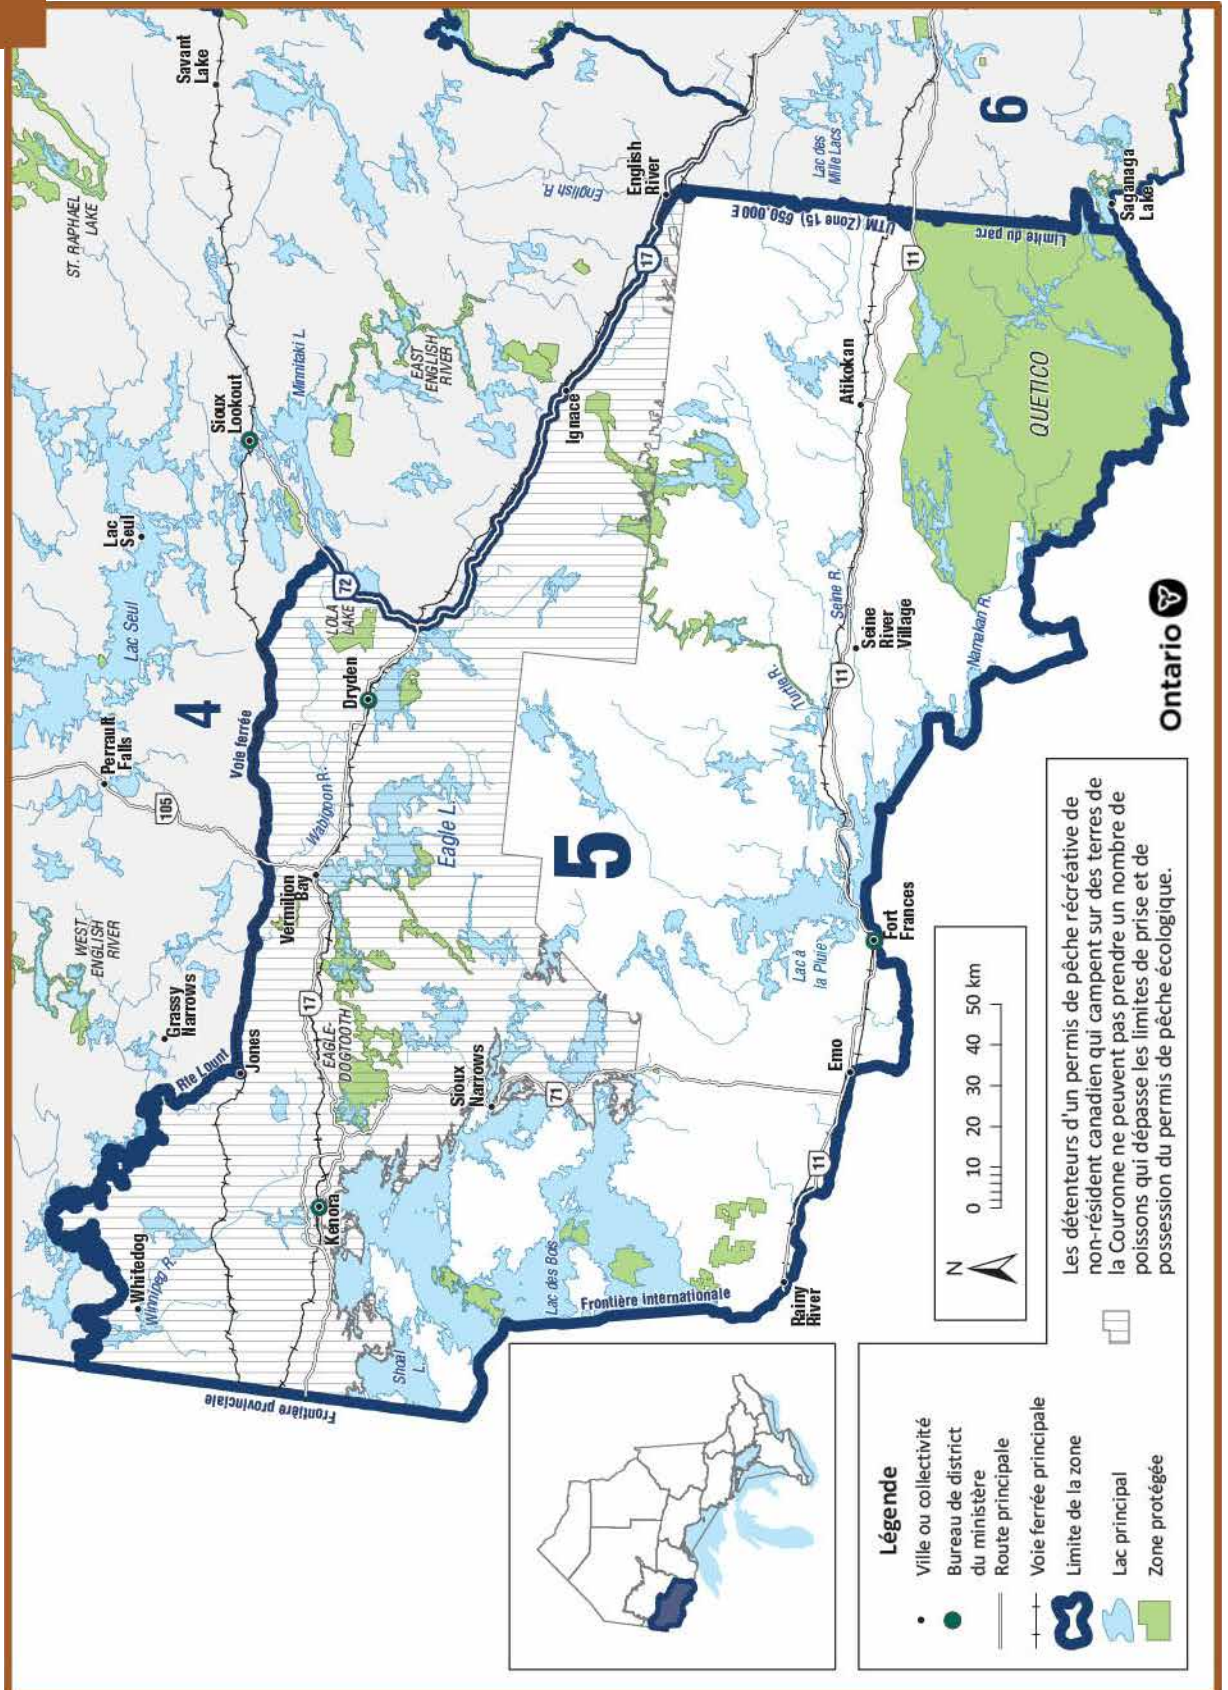 Savant
Lake
ST. RAPHAEL
LAKE
Sioux
Lookout
Minnitaki L.
Lac
Seul
Lac Seul
EAST
ENGLISH
RIVER
English R.
English
River
Lac des
Mille Lacs
6
Saganaga
Lake
UTM (Zone 15) 650,000 E
Limite du parc
17
11
Ignace
Atikokan
QUETICO
Perrault
Falls
4
105
Voie ferrée
72
LOLA
LAKE
Dryden
Wabigoon R.
Eagle L.
Vermilion
Bay
5
Turtle R.
Seine R.
Seine
River
Village
11
Namakan R.
WEST
ENGLISH
RIVER
Grassy
Narrows
Rte Lount
Jones
17
EAGLE-
DOGTOOTH
Sioux
Narrows
71
Lac à
la Pluie
Fort
Frances
Emo
11
Whitedog
Winnipeg R.
Kenora
Shoal
L.
Lac des Bois
Frontière internationale
Frontière provinciale
Rainy
River
N
0 10 20 30 40 50 km
Ontario
Légende
Ville ou collectivité
Bureau de district
du ministère
Route principale
Voie ferrée principale
Limite de la zone
Lac principal
Zone protégée
Les détenteurs d'un permis de pêche récréative de
non-résident canadien qui campent sur des terres de
la Couronne ne peuvent pas prendre un nombre de
poissons qui dépasse les limites de prise et de
possession du permis de pêche écologique.